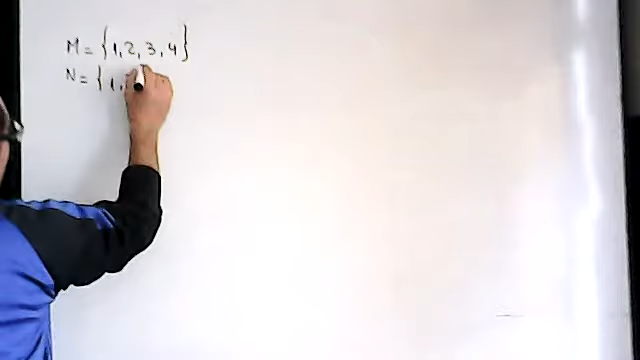 M = {1, 2, 3, 4}
N = {1,